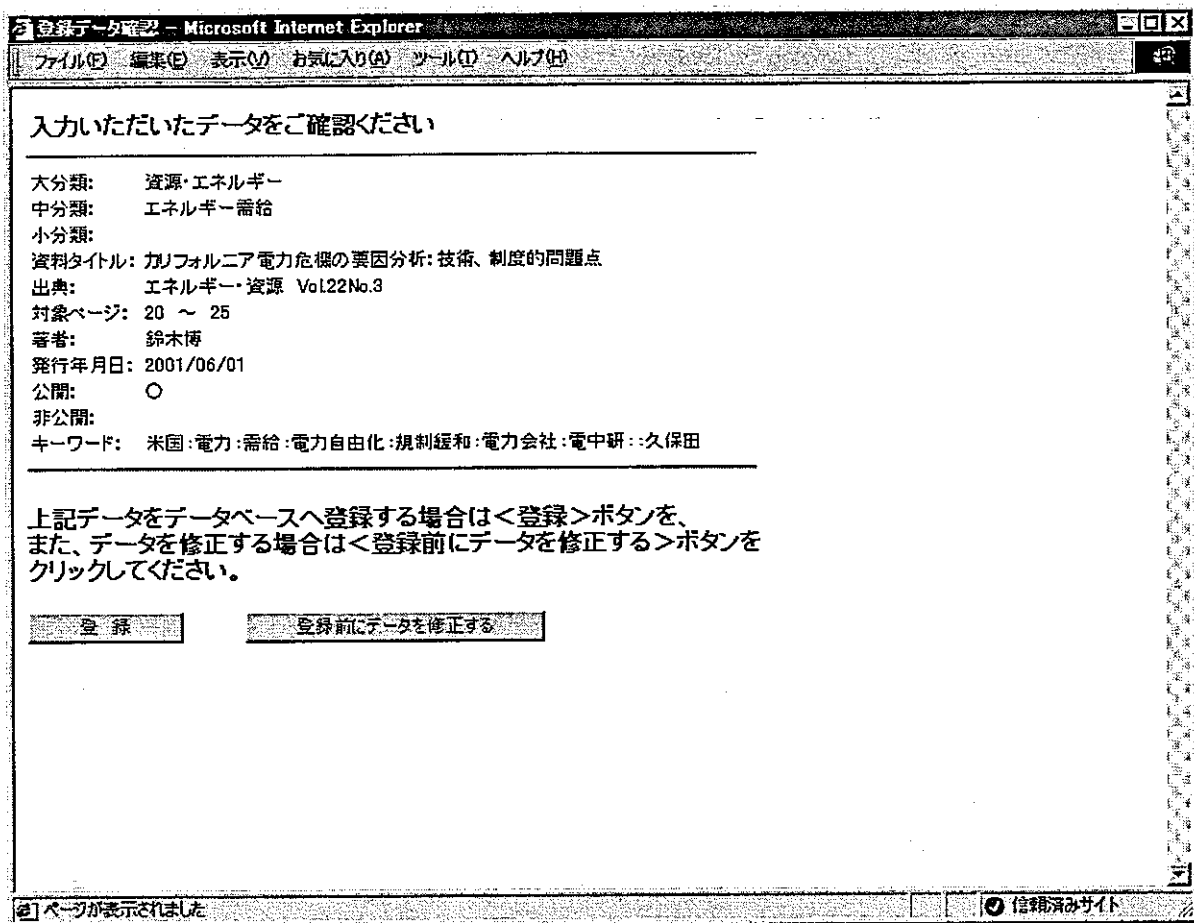 登録データ確認 - Microsoft Internet Explorer
ファイル(F) 編集(E) 表示(V) お気に入り(A) ツール(T) ヘルプ(H)
入力いただいたデータをご確認ください
大分類: 資源・エネルギー
中分類: エネルギー需給
小分類:
資料タイトル: カリフォルニア電力危機の要因分析: 技術、制度的問題点
出典: エネルギー・資源 Vol.22No.3
対象ページ: 20 ～ 25
著者: 鈴木博
発行年月日: 2001/06/01
公開: ○
非公開:
キーワード: 米国:電力:需給:電力自由化:規制緩和:電力会社:電中研::久保田
上記データをデータベースへ登録する場合は＜登録＞ボタンを、
また、データを修正する場合は＜登録前にデータを修正する＞ボタンを
クリックしてください。
登 録 登録前にデータを修正する
ページが表示されました 信頼済みサイト